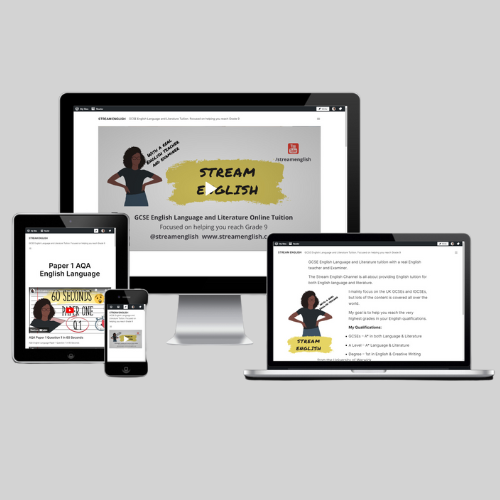 STREAMENGLISH
GCSE English Language and Literature Tuition - Focused on helping you reach Grade 9
WITH A REAL
ENGLISH TEACHER
AND EXAMINER
You
/streamenglish
STREAM
ENGLISH
GCSE English Language and Literature Online Tuition
Focused on helping you reach Grade 9
@streamenglish www.streamenglish.c
STREAMENGLISH
Paper 1 AQA
English Language
60 SECONDS
PAPER ONE
Q.1
AQA Paper 1 Question 1 in 60 Seconds
STREAMENGLISH
STREAMENGLISH
GCSE English Language and Literature tuition with a real English
teacher and Examiner.
The Stream English Channel is all about providing English tuition for
both English language and literature.
I mainly focus on the UK GCSEs and IGCSEs,
but lots of the content is covered all over the
world.
My goal is to help you reach the very
highest grades in your English qualifications.
My Qualifications:
STREAM
ENGLISH
GCSEs - A* in both Language & Literature
A Level - A* Language & Literature
Degree - 1st in English & Creative Writing